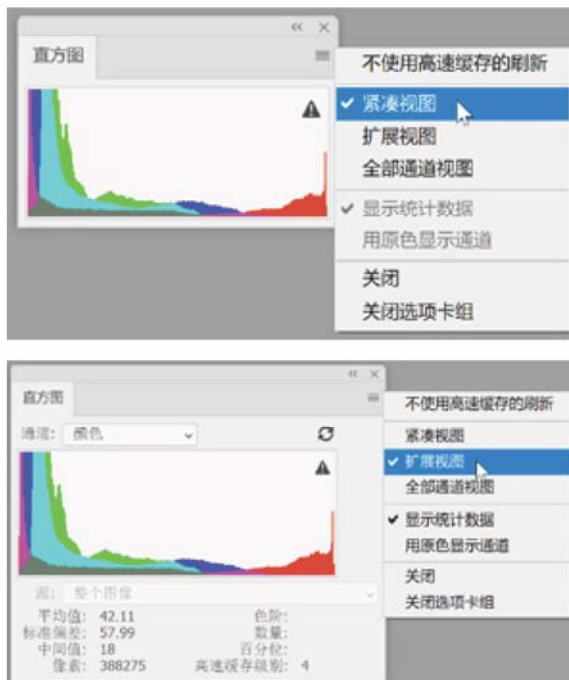 直方图
不使用高速缓存的刷新
紧凑视图
扩展视图
全部通道视图
显示统计数据
用原色显示通道
关闭
关闭选项卡组
直方图
通道: 颜色
源: 整个图像
平均值: 42.11 色阶:
标准偏差: 57.99 数量:
中间值: 18 百分位:
像素: 388275 高速缓存级别: 4
不使用高速缓存的刷新
紧凑视图
扩展视图
全部通道视图
显示统计数据
用原色显示通道
关闭
关闭选项卡组